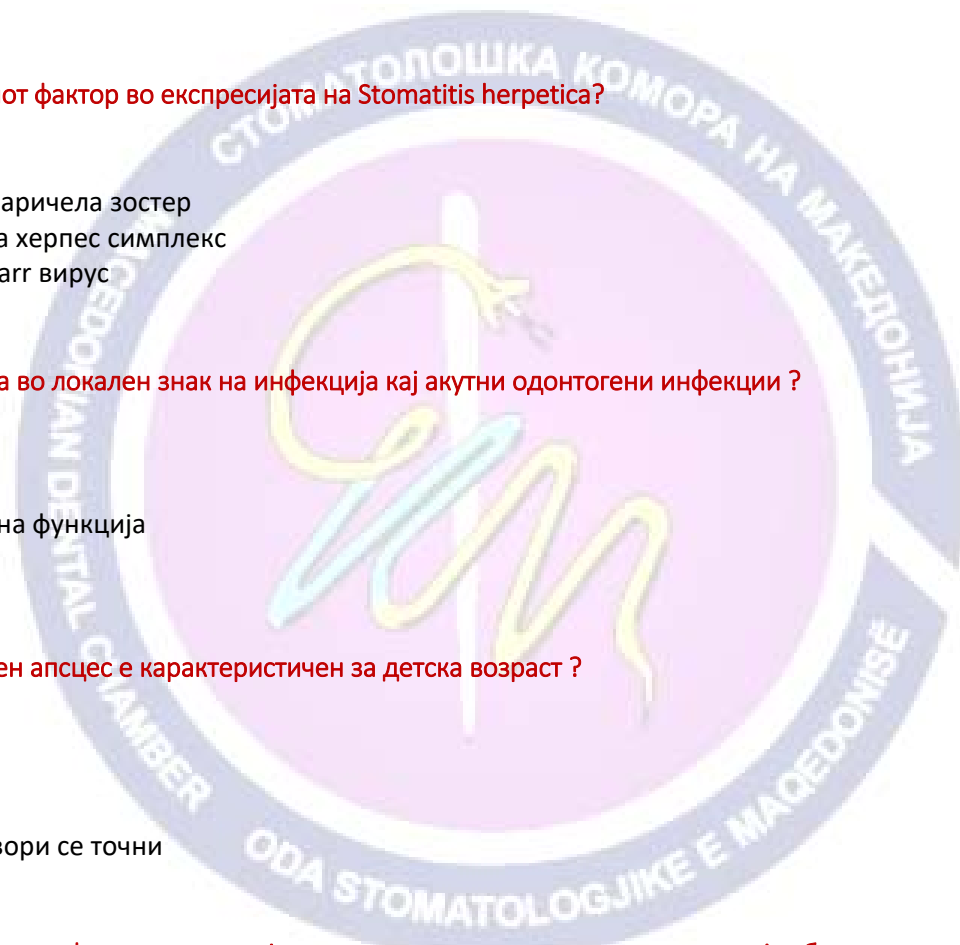 от фактор во експресијата на Stomatitis herpetica?
аричела зостер
а херпес симплекс
arr вирус
а во локален знак на инфекција кај акутни одонтогени инфекции ?
на функција
ен апсцес е карактеристичен за детска возраст ?
вори се точни
СТОМАТОЛОШКА КОМОРА НА МАКЕДОНИЈА
MACEDONIAN DENTAL CHAMBER
ODA STOMATOLOGJIKE E MAQEDONISË